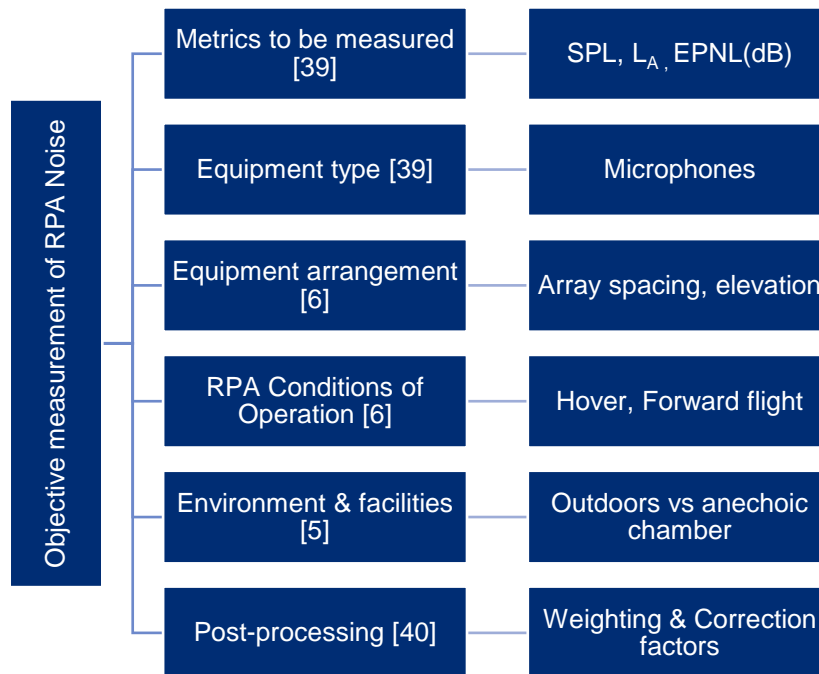 Objective measurement of RPA Noise
Metrics to be measured
[39]
SPL, L_A, EPNL(dB)
Equipment type [39]
Microphones
Equipment arrangement
[6]
Array spacing, elevation
RPA Conditions of
Operation [6]
Hover, Forward flight
Environment & facilities
[5]
Outdoors vs anechoic
chamber
Post-processing [40]
Weighting & Correction
factors